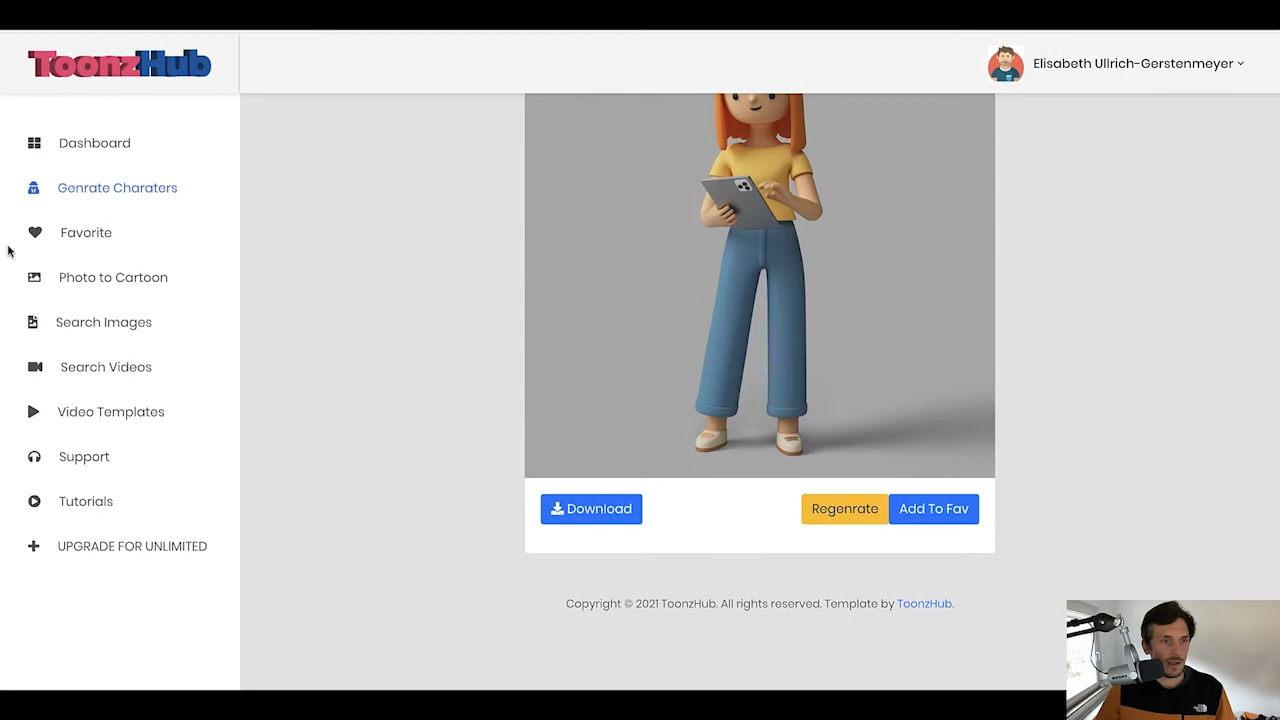 ToonzHub
Elisabeth Ullrich-Gerstenmeyer
Dashboard
Genrate Charaters
Favorite
Photo to Cartoon
Search Images
Search Videos
Video Templates
Support
Tutorials
UPGRADE FOR UNLIMITED
Download
Regenrate
Add To Fav
Copyright © 2021 ToonzHub. All rights reserved. Template by ToonzHub.